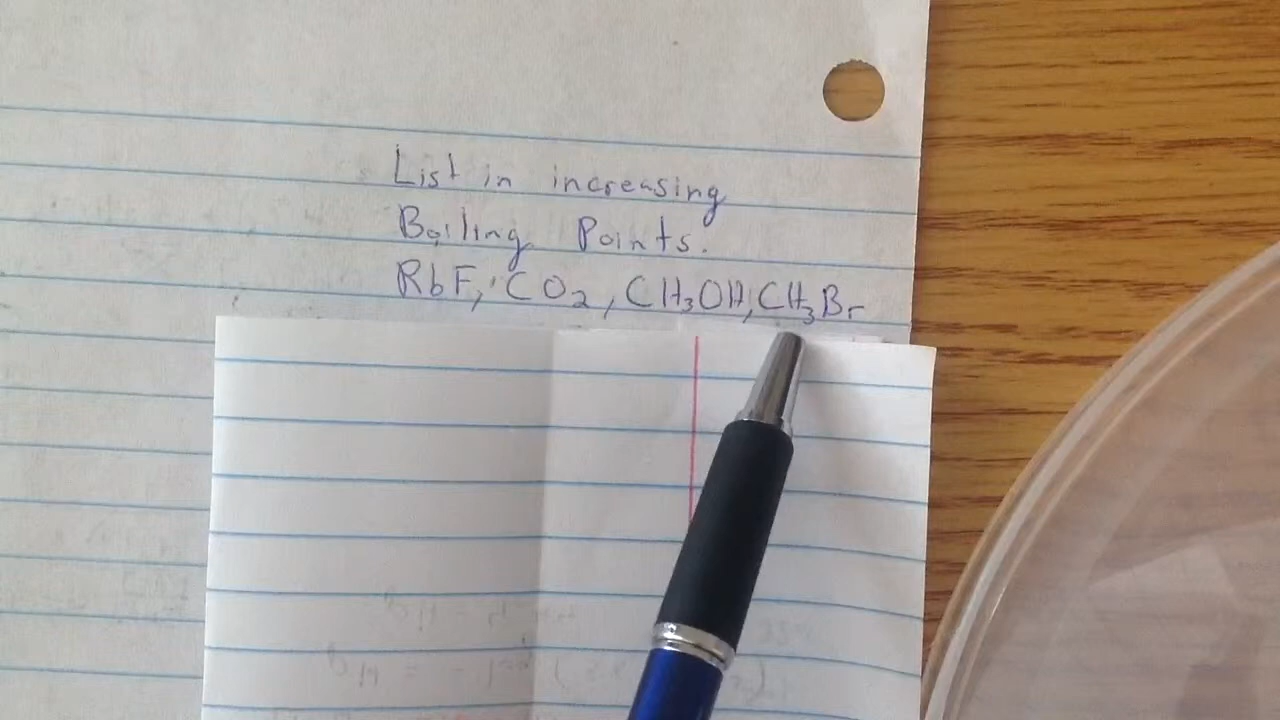 List in increasing
Boiling Points.
RbF, CO₂, CH₃OH, CH₃Br